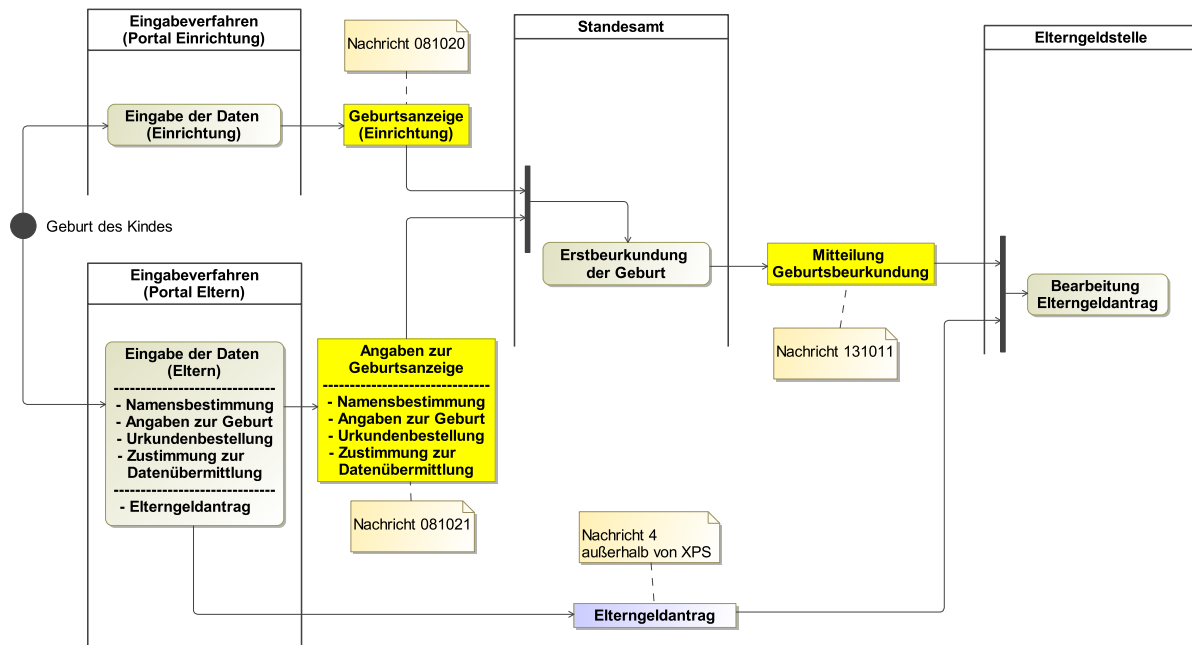 Eingabeverfahren
(Portal Einrichtung)
Nachricht 081020
Standesamt
Elterngeldstelle
Eingabe der Daten
(Einrichtung)
Geburtsanzeige
(Einrichtung)
Geburt des Kindes
Erstbeurkundung
der Geburt
Mitteilung
Geburtsbeurkundung
Bearbeitung
Elterngeldantrag
Eingabeverfahren
(Portal Eltern)
Nachricht 131011
Eingabe der Daten
(Eltern)
- Namensbestimmung
- Angaben zur Geburt
- Urkundenbestellung
- Zustimmung zur
Datenübermittlung
- Elterngeldantrag
Angaben zur
Geburtsanzeige
- Namensbestimmung
- Angaben zur Geburt
- Urkundenbestellung
- Zustimmung zur
Datenübermittlung
Nachricht 081021
Nachricht 4
außerhalb von XPS
Elterngeldantrag